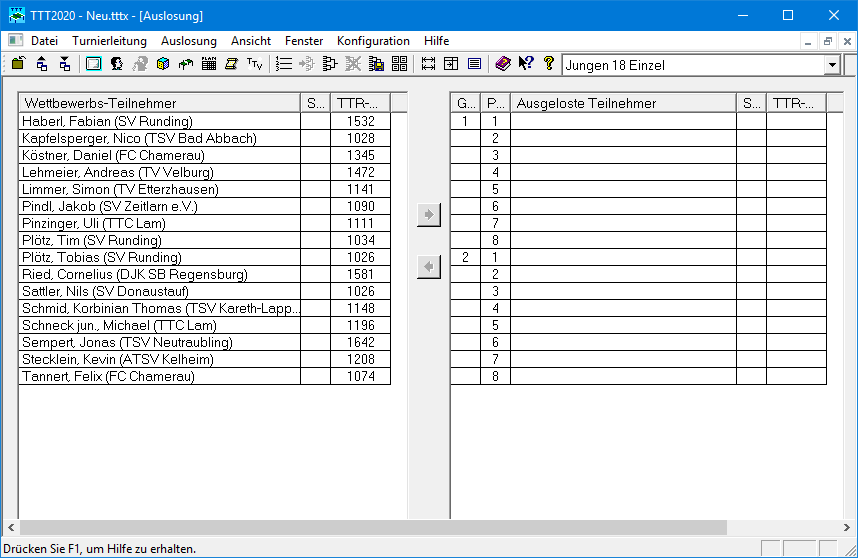 TTT2020 - Neu.tttx - [Auslosung]
Datei Turnierleitung Auslosung Ansicht Fenster Konfiguration Hilfe
Jungen 18 Einzel
Wettbewerbs-Teilnehmer S... TTR-... G... P... Ausgeloste Teilnehmer S... TTR-...
Haberl, Fabian (SV Runding) 1532 1 1
Kapfelsperger, Nico (TSV Bad Abbach) 1028 2
Köstner, Daniel (FC Chamerau) 1345 3
Lehmeier, Andreas (TV Velburg) 1472 4
Limmer, Simon (TV Etterzhausen) 1141 5
Pindl, Jakob (SV Zeitlarn e.V.) 1090 6
Pinzinger, Uli (TTC Lam) 1111 7
Plötz, Tim (SV Runding) 1034 8
Plötz, Tobias (SV Runding) 1026 2 1
Ried, Cornelius (DJK SB Regensburg) 1581 2
Sattler, Nils (SV Donaustauf) 1026 3
Schmid, Korbinian Thomas (TSV Kareth-Lapp... 1148 4
Schneck jun., Michael (TTC Lam) 1196 5
Sempert, Jonas (TSV Neutraubling) 1642 6
Stecklein, Kevin (ATSV Kelheim) 1208 7
Tannert, Felix (FC Chamerau) 1074 8
Drücken Sie F1, um Hilfe zu erhalten.